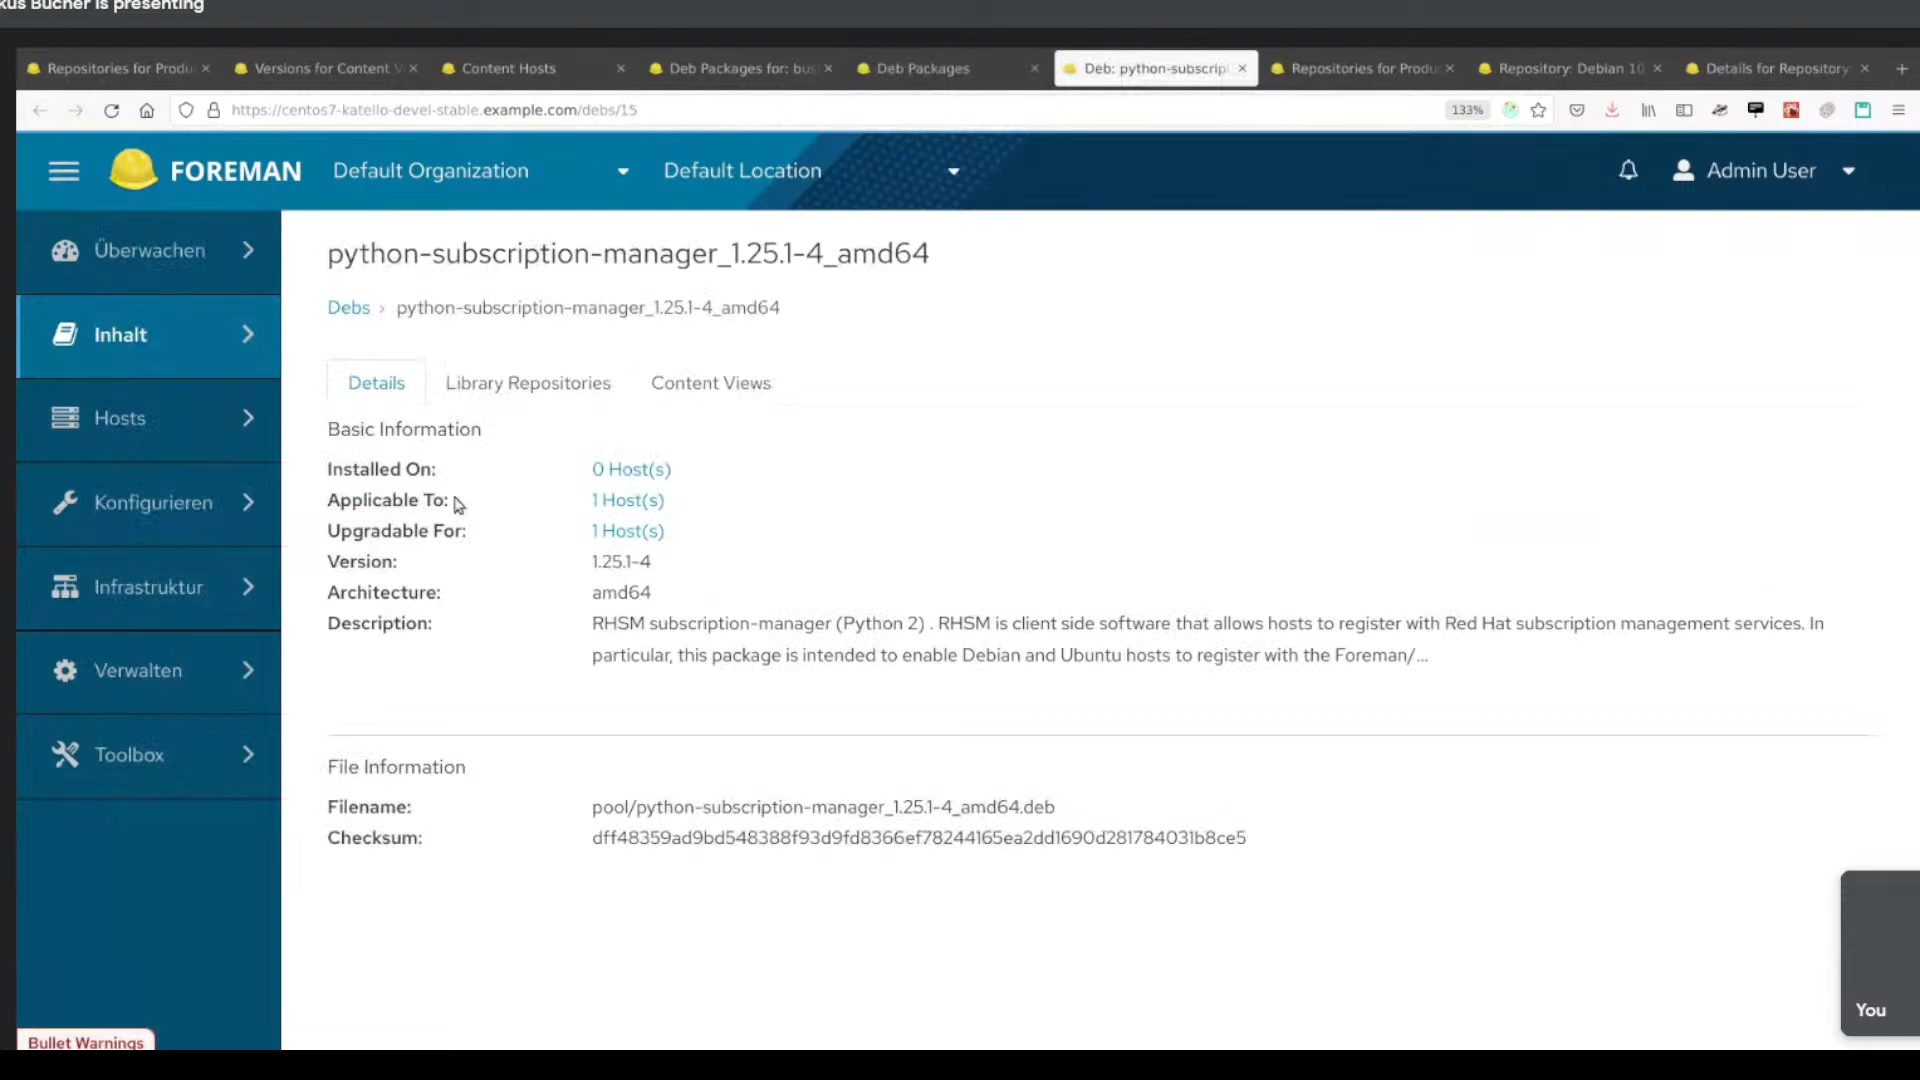 kus Bucher is presenting
Repositories for Produ
Versions for Content V
Content Hosts
Deb Packages for: bus
Deb Packages
Deb: python-subscrip
Repositories for Produ
Repository: Debian 10
Details for Repository
https://centos7-katello-devel-stable.example.com/debs/15
133%
FOREMAN
Default Organization
Default Location
Admin User
Überwachen
Inhalt
Hosts
Konfigurieren
Infrastruktur
Verwalten
Toolbox
python-subscription-manager_1.25.1-4_amd64
Debs › python-subscription-manager_1.25.1-4_amd64
Details Library Repositories Content Views
Basic Information
Installed On: 0 Host(s)
Applicable To: 1 Host(s)
Upgradable For: 1 Host(s)
Version: 1.25.1-4
Architecture: amd64
Description: RHSM subscription-manager (Python 2) . RHSM is client side software that allows hosts to register with Red Hat subscription management services. In
particular, this package is intended to enable Debian and Ubuntu hosts to register with the Foreman/...
File Information
Filename: pool/python-subscription-manager_1.25.1-4_amd64.deb
Checksum: dff48359ad9bd548388f93d9fd8366ef78244165ea2dd1690d281784031b8ce5
You
Bullet Warnings